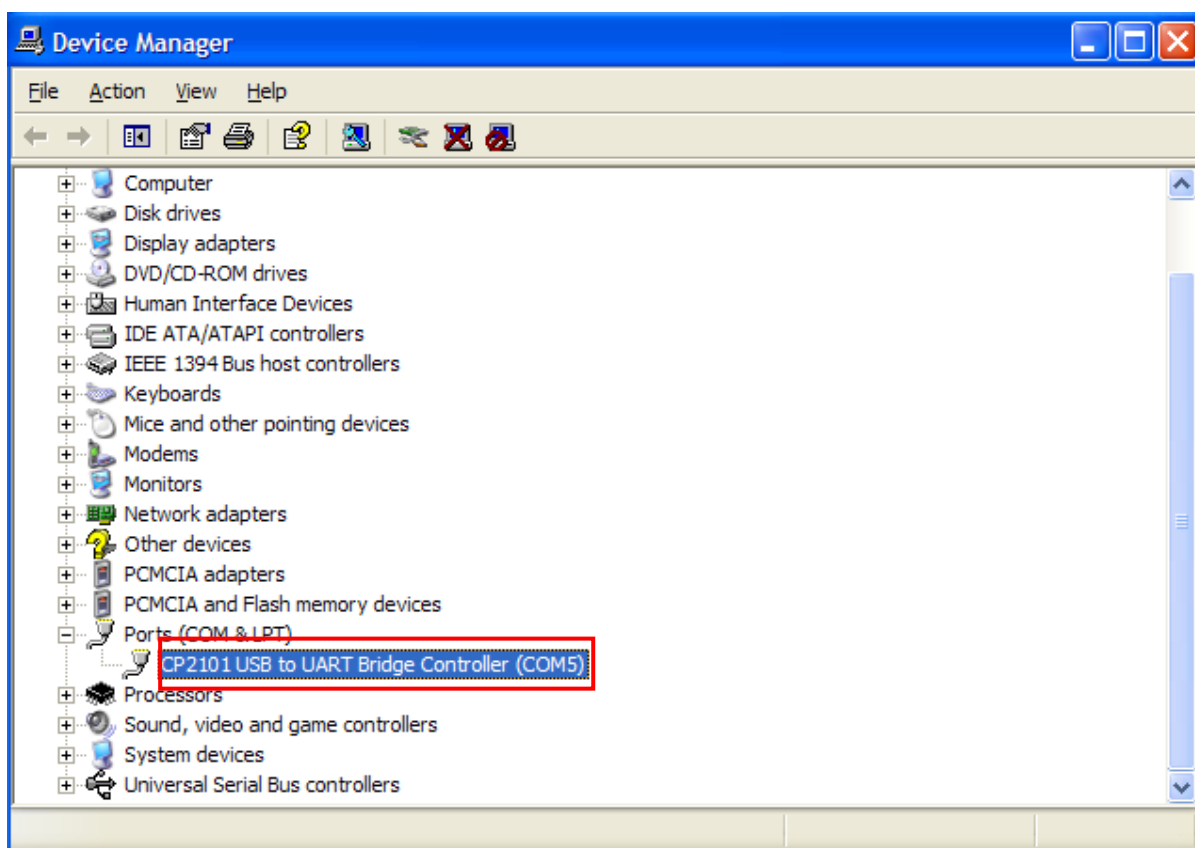 Device Manager
File Action View Help
Computer
Disk drives
Display adapters
DVD/CD-ROM drives
Human Interface Devices
IDE ATA/ATAPI controllers
IEEE 1394 Bus host controllers
Keyboards
Mice and other pointing devices
Modems
Monitors
Network adapters
Other devices
PCMCIA adapters
PCMCIA and Flash memory devices
Ports (COM & LPT)
CP2101 USB to UART Bridge Controller (COM5)
Processors
Sound, video and game controllers
System devices
Universal Serial Bus controllers